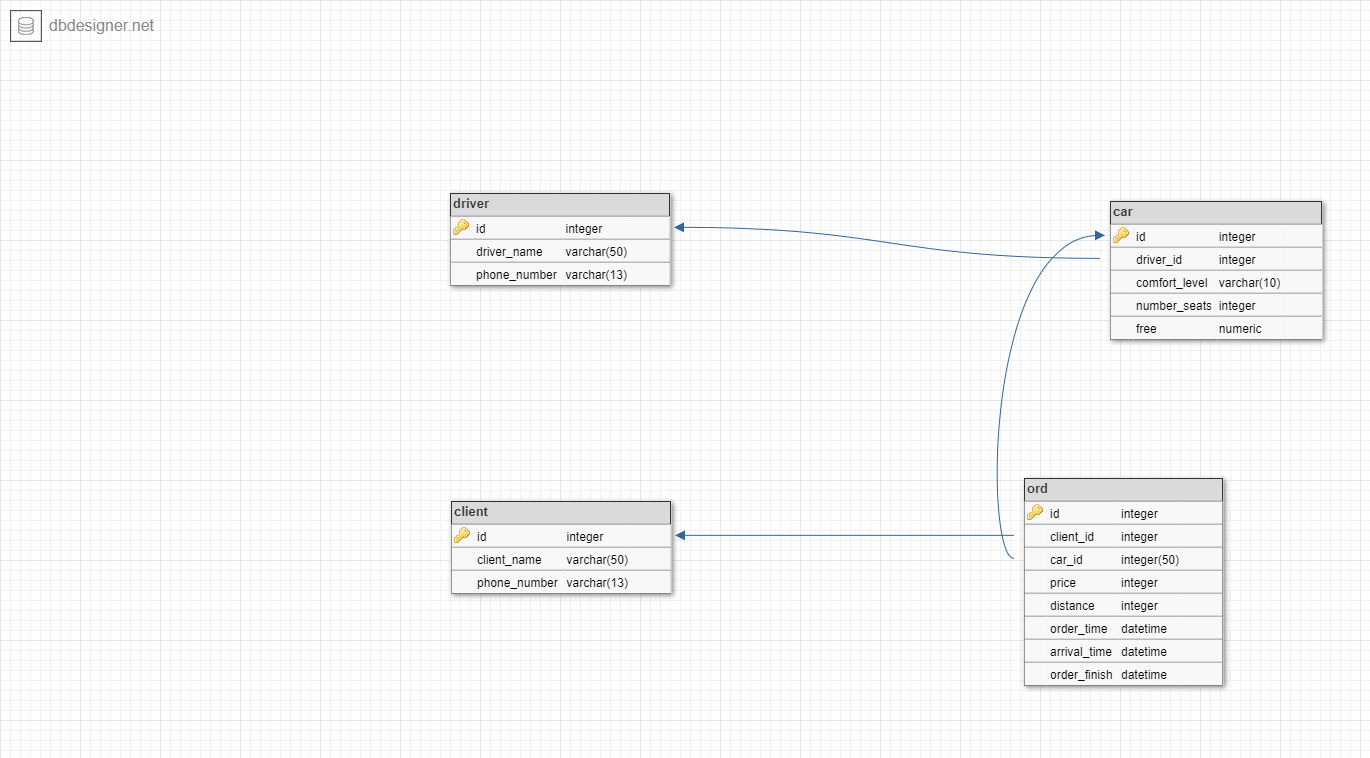 dbdesigner.net
driver
id integer
driver_name varchar(50)
phone_number varchar(13)
car
id integer
driver_id integer
comfort_level varchar(10)
number_seats integer
free numeric
client
id integer
client_name varchar(50)
phone_number varchar(13)
ord
id integer
client_id integer
car_id integer(50)
price integer
distance integer
order_time datetime
arrival_time datetime
order_finish datetime